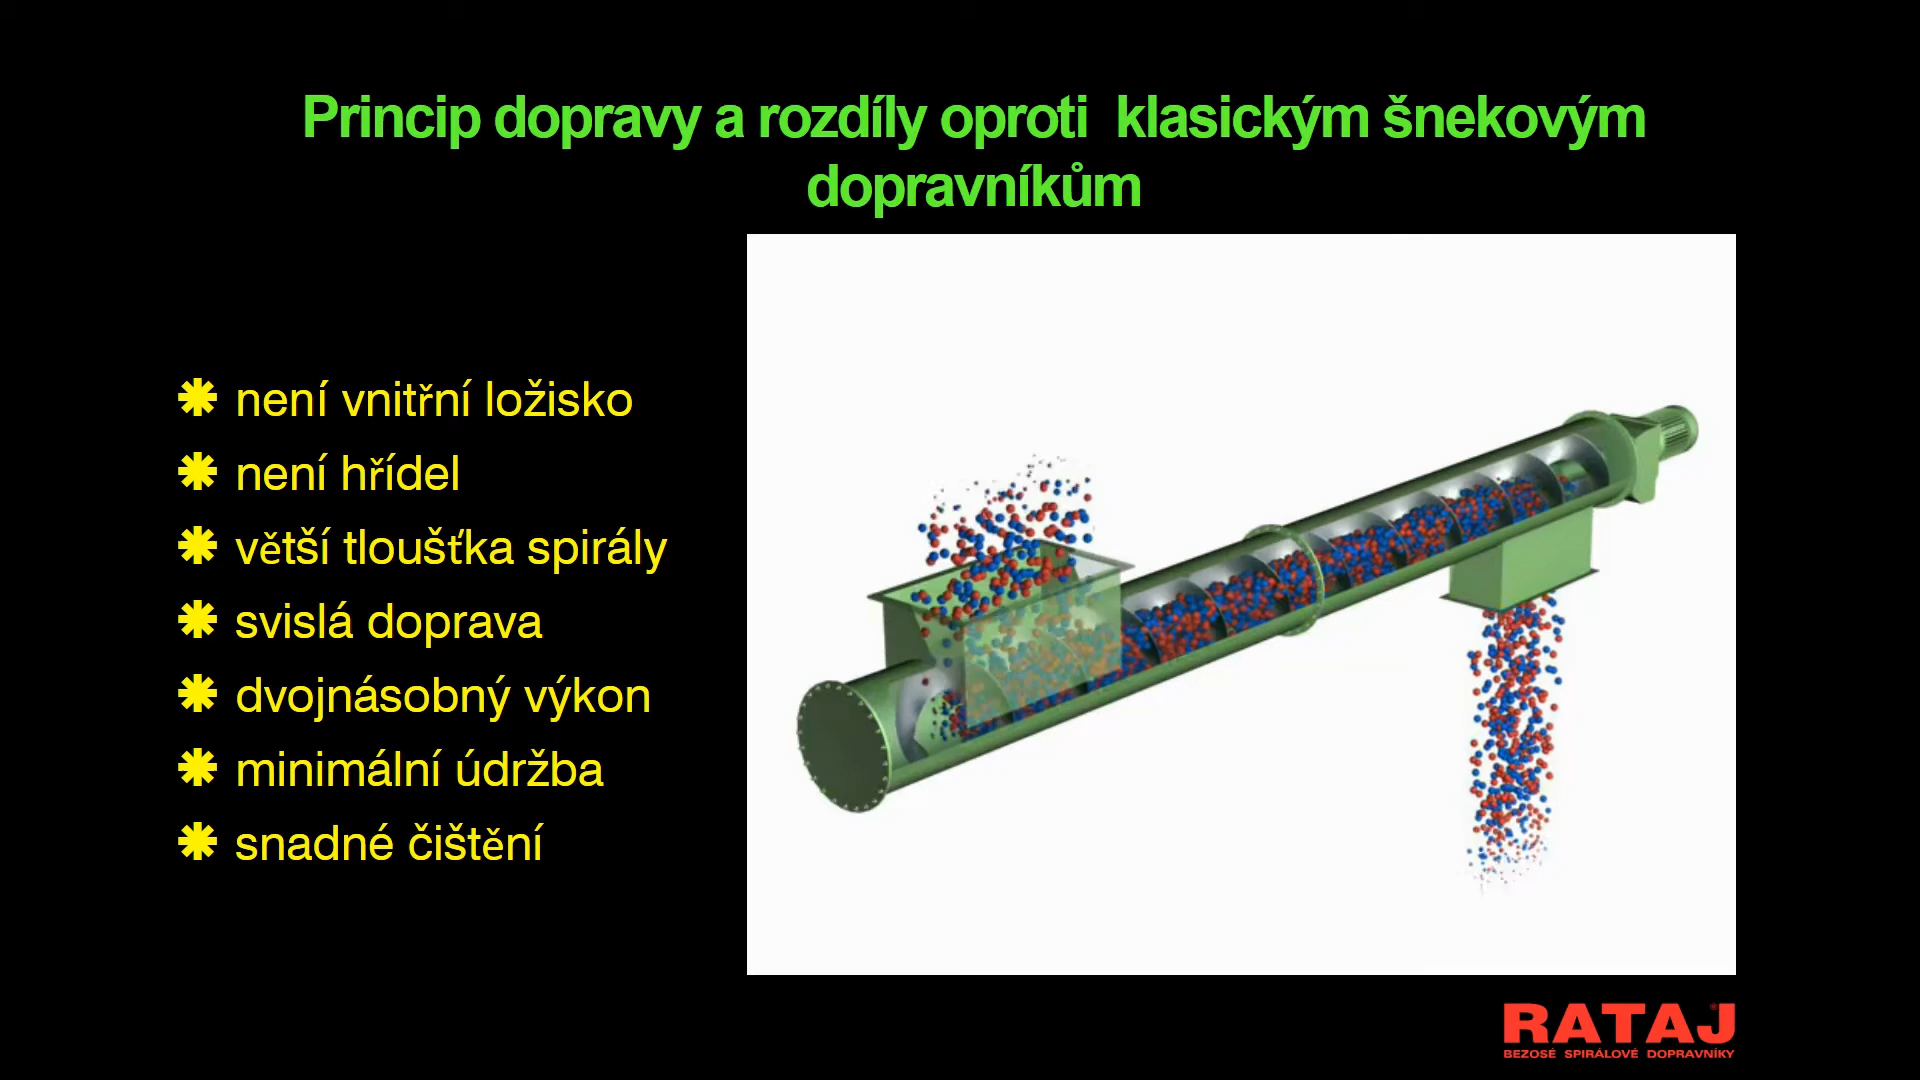 Princip dopravy a rozdíly oproti klasickým šnekovým
dopravníkům
✱ není vnitřní ložisko
✱ není hřídel
✱ větší tloušťka spirály
✱ svislá doprava
✱ dvojnásobný výkon
✱ minimální údržba
✱ snadné čištění
RATAJ®
BEZOSÉ SPIRÁLOVÉ DOPRAVNÍKY